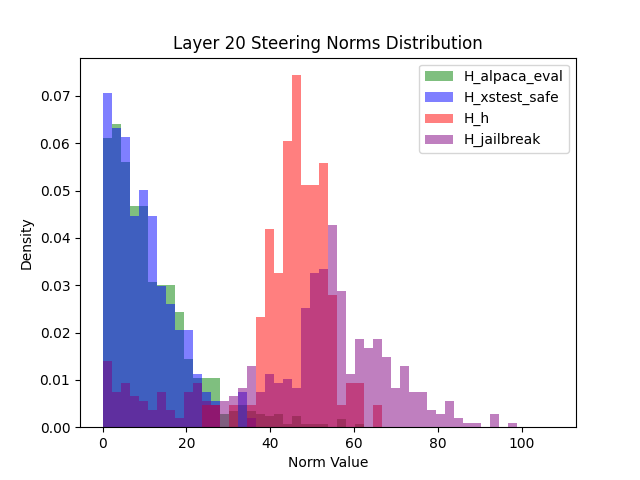 Layer 20 Steering Norms Distribution
H_alpaca_eval
H_xstest_safe
H_h
H_jailbreak
0.07
0.06
0.05
0.04
0.03
0.02
0.01
0.00
Density
0 20 40 60 80 100
Norm Value